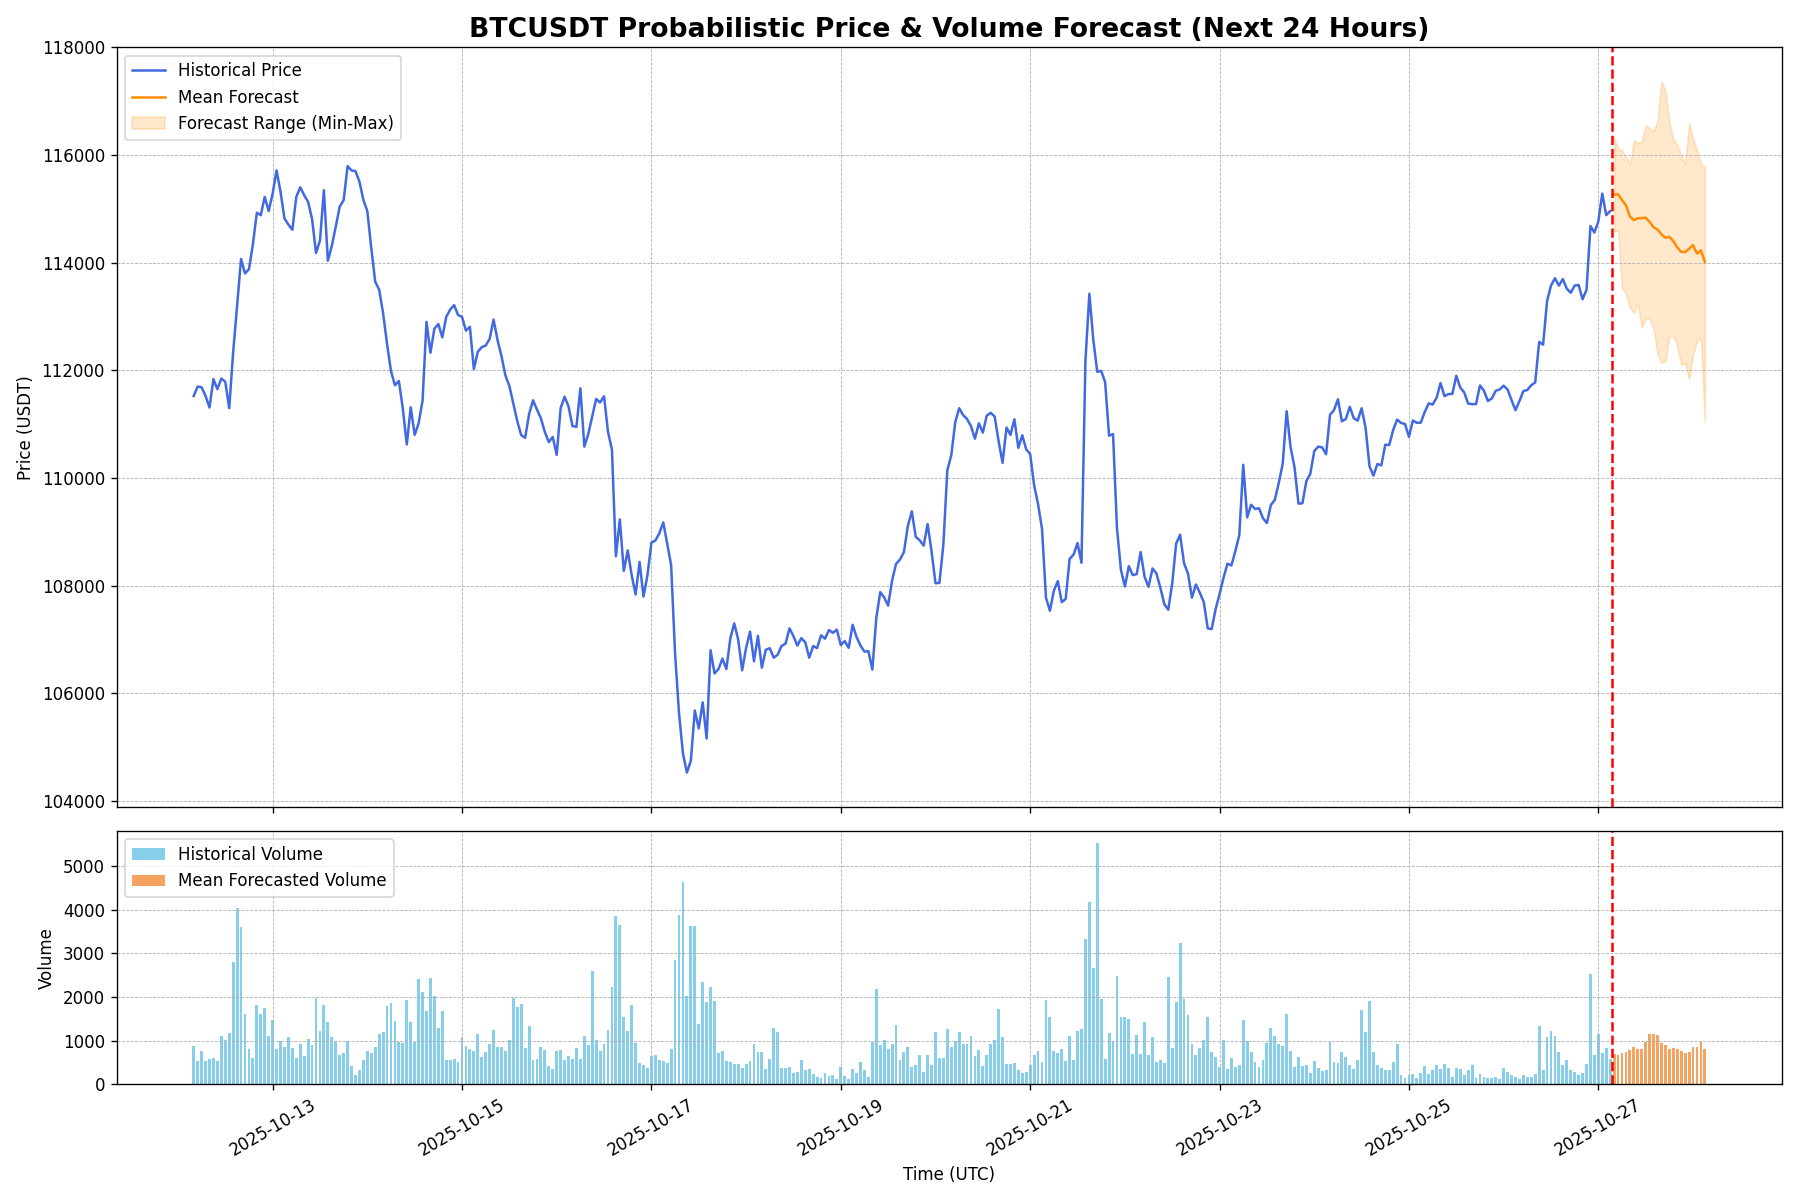 BTCUSDT Probabilistic Price & Volume Forecast (Next 24 Hours)
118000
116000
114000
112000
110000
108000
106000
104000
Price (USDT)
Historical Price
Mean Forecast
Forecast Range (Min-Max)
5000
4000
3000
2000
1000
0
Volume
Historical Volume
Mean Forecasted Volume
2025-10-13
2025-10-15
2025-10-17
2025-10-19
2025-10-21
2025-10-23
2025-10-25
2025-10-27
Time (UTC)